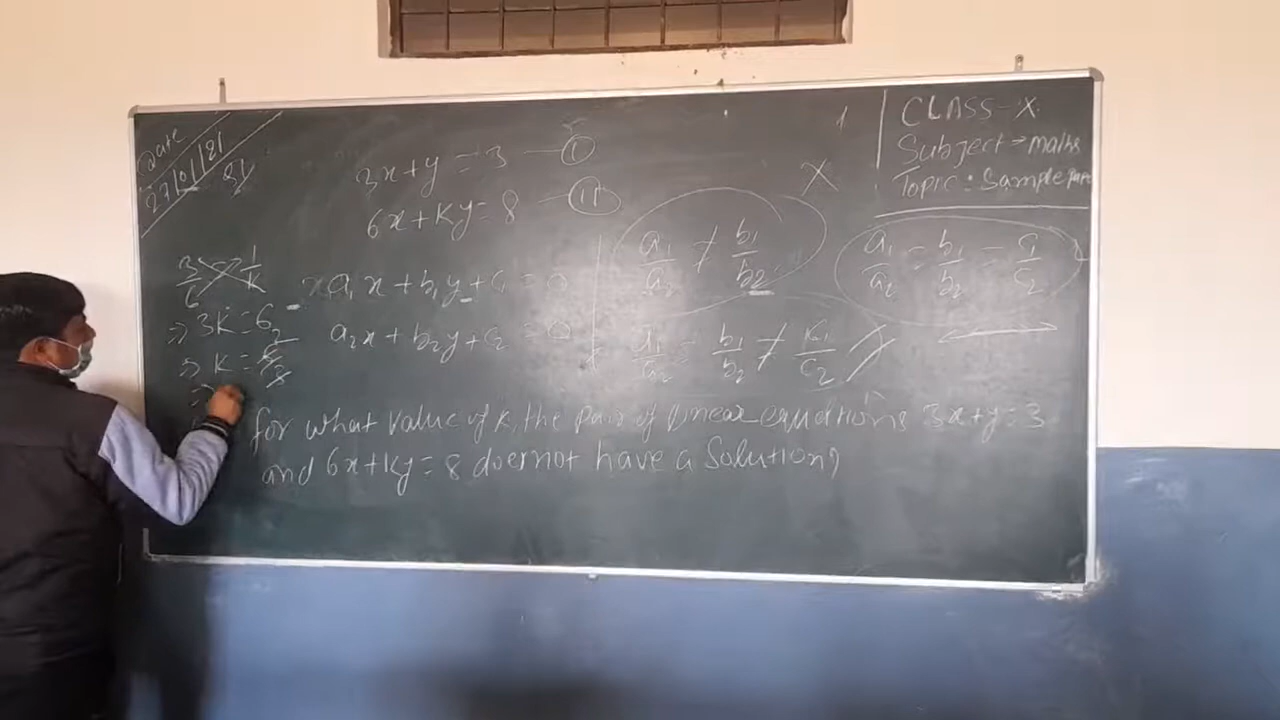 Date
27/01/21
CLASS-X
Subject→Maths
Topic: Sample
3x+y=3 —(I)
6x+Ky=8 —(II)
X
3/6 = 1/K
⇒ 3K=6
⇒ K=
a₁x+b₁y+c₁=0
a₂x+b₂y+c₂=0
a₁/a₂ ≠ b₁/b₂
a₁/a₂ = b₁/b₂ = c₁/c₂
a₁/a₂ = b₁/b₂ ≠ c₁/c₂
for what value of k, the pair of linear equations 3x+y=3
and 6x+ky=8 doernot have a Solution,